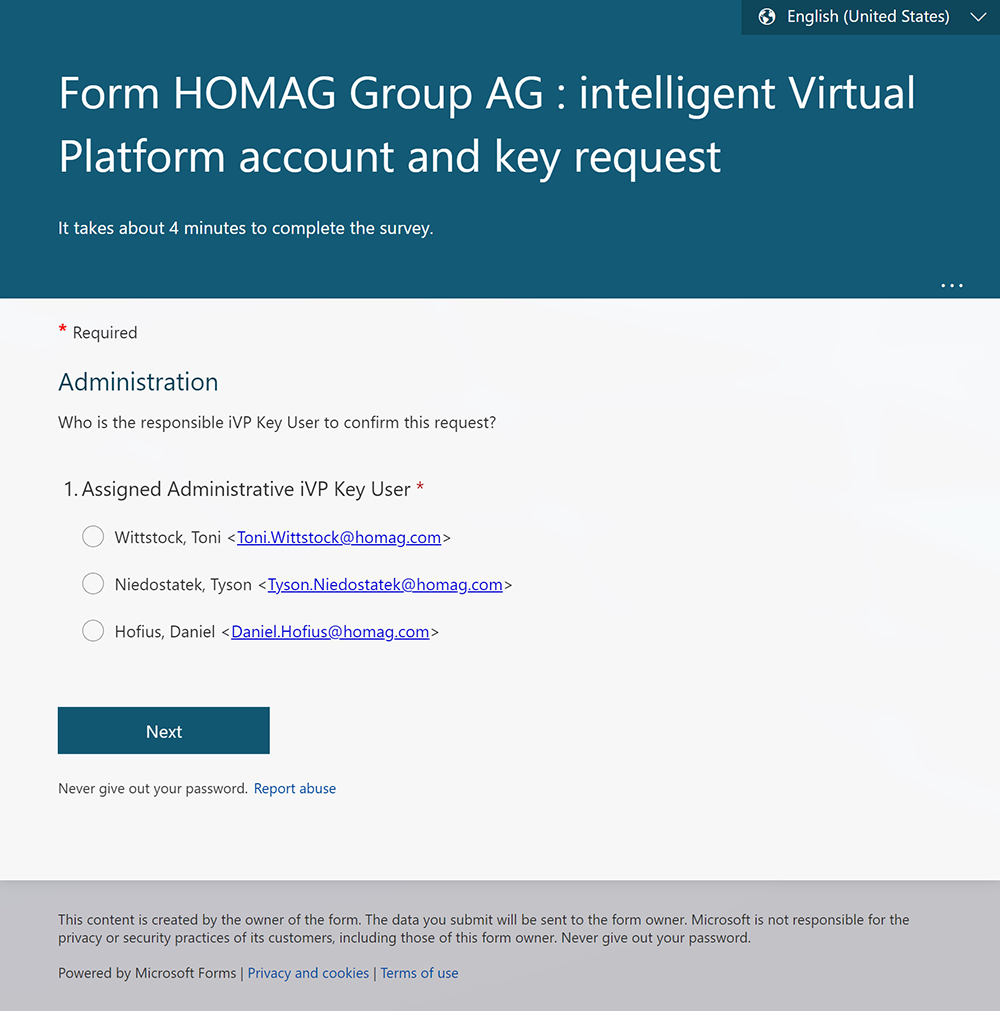 English (United States)
Form HOMAG Group AG : intelligent Virtual
Platform account and key request
It takes about 4 minutes to complete the survey.
...
* Required
Administration
Who is the responsible iVP Key User to confirm this request?
1. Assigned Administrative iVP Key User *
Wittstock, Toni <Toni.Wittstock@homag.com>
Niedostatek, Tyson <Tyson.Niedostatek@homag.com>
Hofius, Daniel <Daniel.Hofius@homag.com>
Next
Never give out your password. Report abuse
This content is created by the owner of the form. The data you submit will be sent to the form owner. Microsoft is not responsible for the
privacy or security practices of its customers, including those of this form owner. Never give out your password.
Powered by Microsoft Forms | Privacy and cookies | Terms of use